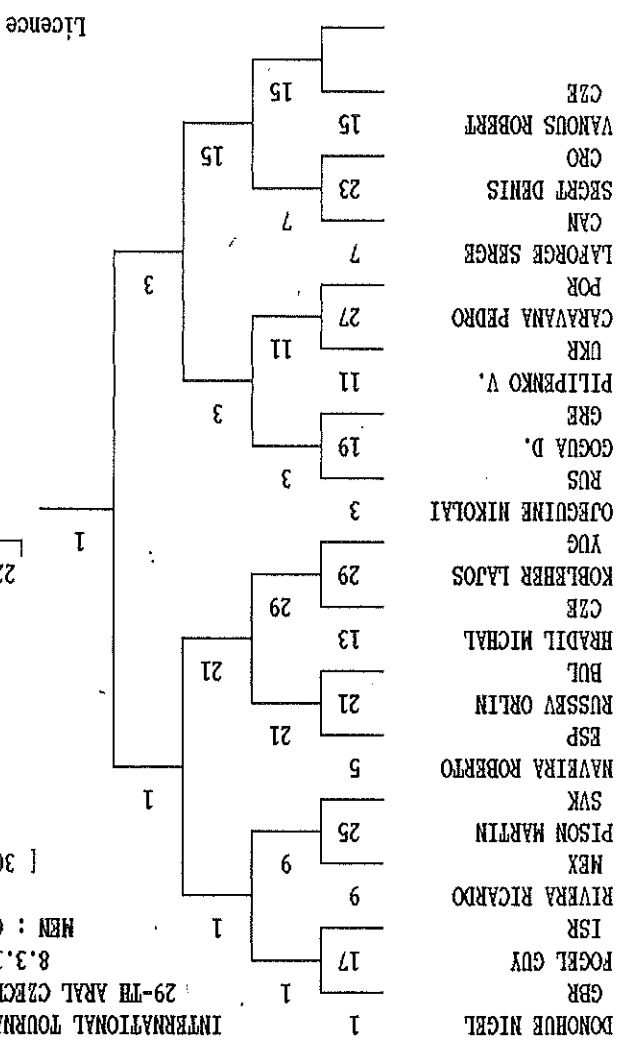 DONOHUE NIGEL 1 INTERNATIONAL TOURNA
GBR 1 29-TH ARAL CZECH
FOGEL GUY 17 8.3.
ISR 1 MEN :
RIVERA RICARDO 9
MEX 9 [ 30
PISON MARTIN 25
SVK 1
NAVEIRA ROBERTO 5
ESP 21
RUSSEV ORLIN 21
BUL 21
HRADIL MICHAL 13
CZE 29
KOBLEHER LAJOS 29 22
YUG 1
OJEGUINE NIKOLAI 3
RUS 3
GOGUA D. 19
GRE 3
PILIPENKO V. 11
UKR 11
CARAVANA PEDRO 27
POR 3
LAFORGE SERGE 7
CAN 7
SEGRT DENIS 23
CRO 15
VANOUS ROBERT 15
CZE 15
Licence